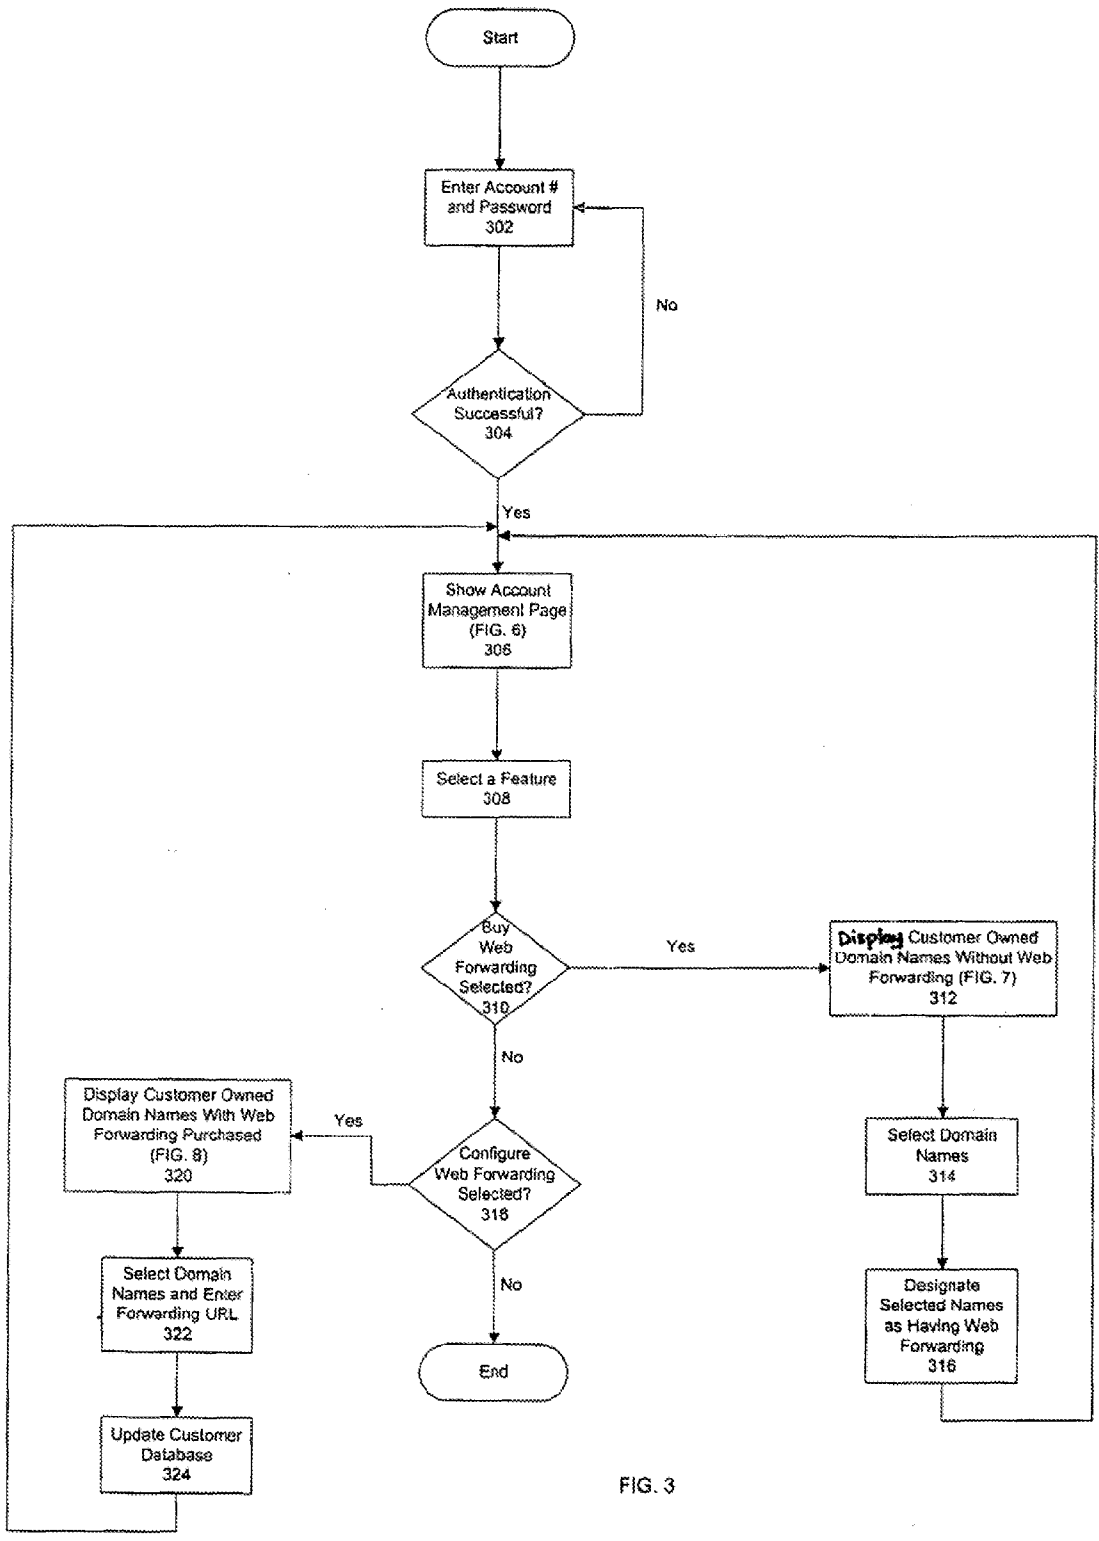 Start
Enter Account #
and Password
302
No
Authentication
Successful?
304
Yes
Show Account
Management Page
(FIG. 6)
306
Select a Feature
308
Buy
Web
Forwarding
Selected?
310
Yes
Display Customer Owned
Domain Names Without Web
Forwarding (FIG. 7)
312
No
Display Customer Owned
Domain Names With Web
Forwarding Purchased
(FIG. 8)
320
Yes
Configure
Web Forwarding
Selected?
318
Select Domain
Names
314
Select Domain
Names and Enter
Forwarding URL
322
No
Designate
Selected Names
as Having Web
Forwarding
316
End
Update Customer
Database
324
FIG. 3